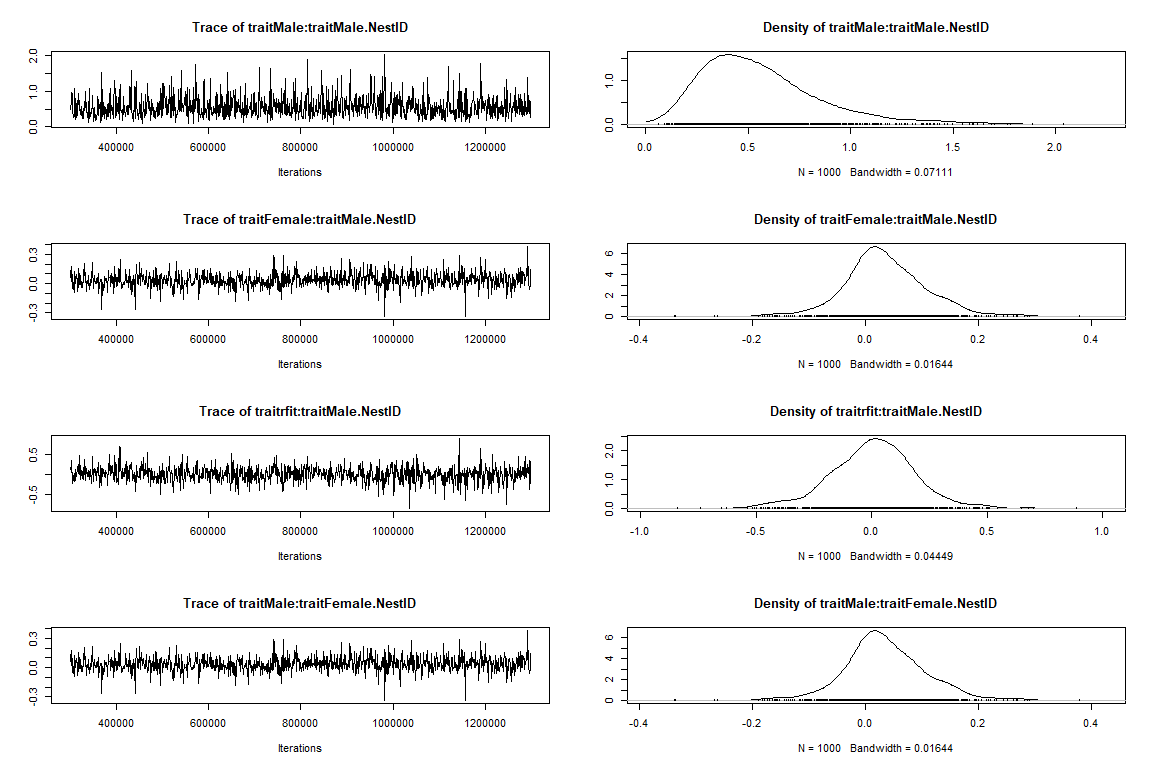 Trace of traitMale:traitMale.NestID
0.0 1.0 2.0
400000 600000 800000 1000000 1200000
Iterations
Density of traitMale:traitMale.NestID
0.0 1.0
0.0 0.5 1.0 1.5 2.0
N = 1000 Bandwidth = 0.07111
Trace of traitFemale:traitMale.NestID
-0.3 0.0 0.3
400000 600000 800000 1000000 1200000
Iterations
Density of traitFemale:traitMale.NestID
0 2 4 6
-0.4 -0.2 0.0 0.2 0.4
N = 1000 Bandwidth = 0.01644
Trace of traitrfit:traitMale.NestID
-0.5 0.5
400000 600000 800000 1000000 1200000
Iterations
Density of traitrfit:traitMale.NestID
0.0 1.0 2.0
-1.0 -0.5 0.0 0.5 1.0
N = 1000 Bandwidth = 0.04449
Trace of traitMale:traitFemale.NestID
-0.3 0.0 0.3
400000 600000 800000 1000000 1200000
Iterations
Density of traitMale:traitFemale.NestID
0 2 4 6
-0.4 -0.2 0.0 0.2 0.4
N = 1000 Bandwidth = 0.01644